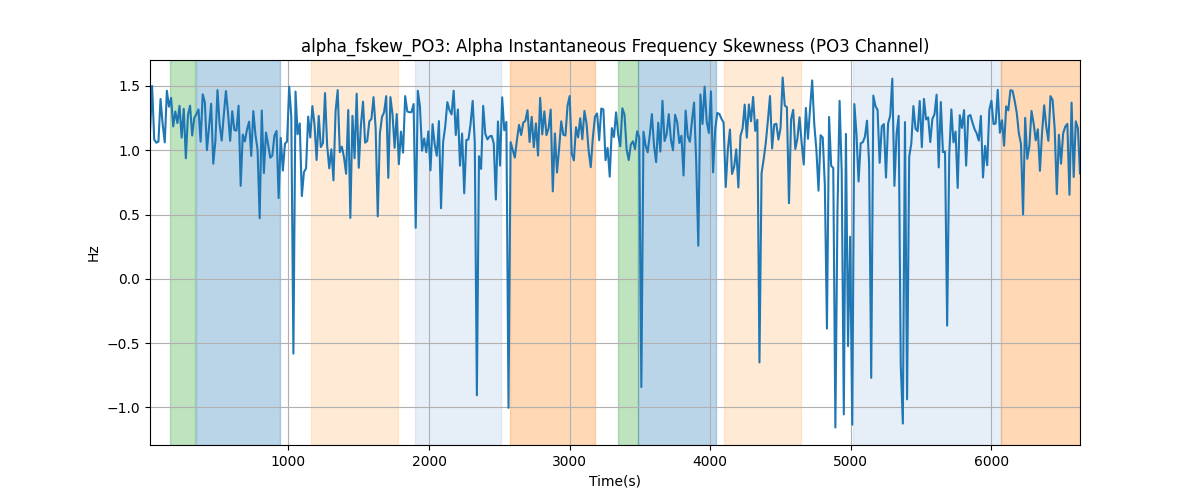 alpha_fskew_PO3: Alpha Instantaneous Frequency Skewness (PO3 Channel)
1.5
1.0
0.5
0.0
−0.5
−1.0
Hz
1000 2000 3000 4000 5000 6000
Time(s)